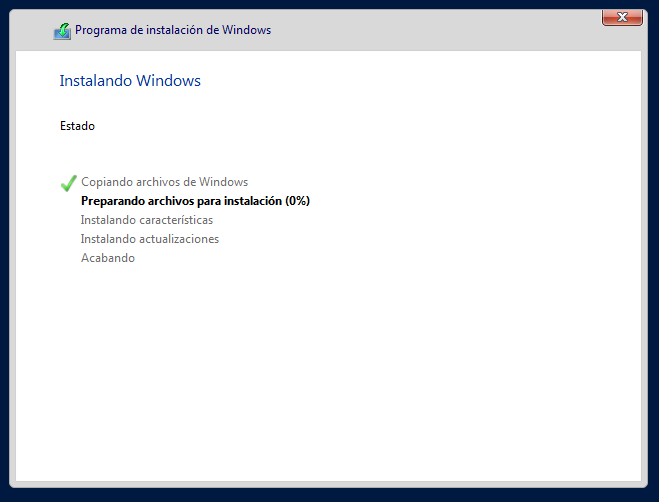 Programa de instalación de Windows
Instalando Windows
Estado
Copiando archivos de Windows
Preparando archivos para instalación (0%)
Instalando características
Instalando actualizaciones
Acabando